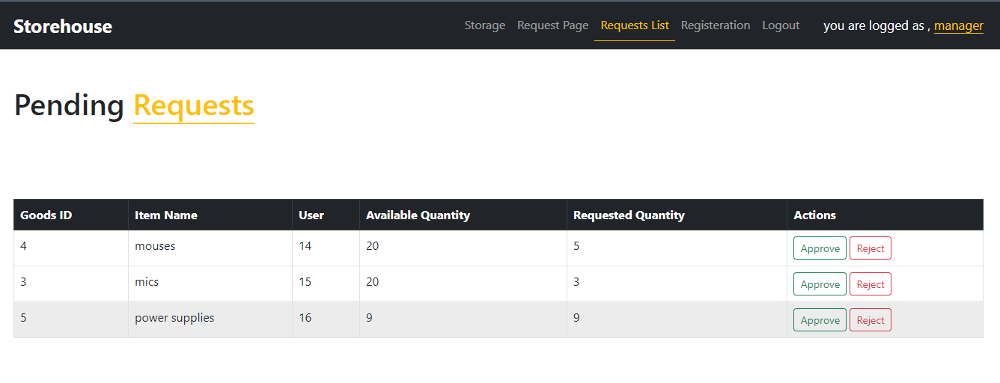 Storehouse Storage Request Page Requests List Registeration Logout you are logged as , manager
Pending Requests
Goods ID Item Name User Available Quantity Requested Quantity Actions
4 mouses 14 20 5 Approve Reject
3 mics 15 20 3 Approve Reject
5 power supplies 16 9 9 Approve Reject